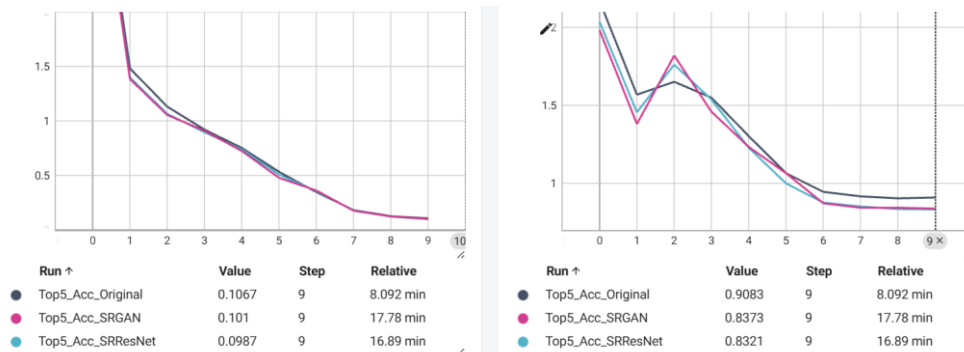 1.5
1
0.5
0 1 2 3 4 5 6 7 8 9 10
Run ↑ Value Step Relative
Top5_Acc_Original 0.1067 9 8.092 min
Top5_Acc_SRGAN 0.101 9 17.78 min
Top5_Acc_SRResNet 0.0987 9 16.89 min
2
1.5
1
0 1 2 3 4 5 6 7 8 9 ×
Run ↑ Value Step Relative
Top5_Acc_Original 0.9083 9 8.092 min
Top5_Acc_SRGAN 0.8373 9 17.78 min
Top5_Acc_SRResNet 0.8321 9 16.89 min